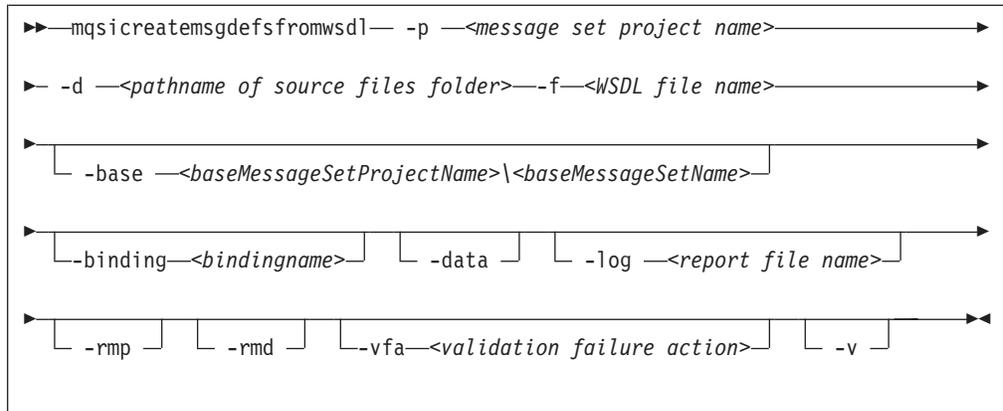 mqsicreatemsgdefsfromwsdl -p <message set project name>
-d <pathname of source files folder> -f <WSDL file name>
-base <baseMessageSetProjectName>\<baseMessageSetName>
-binding <bindingname> -data -log <report file name>
-rmp -rmd -vfa <validation failure action> -v